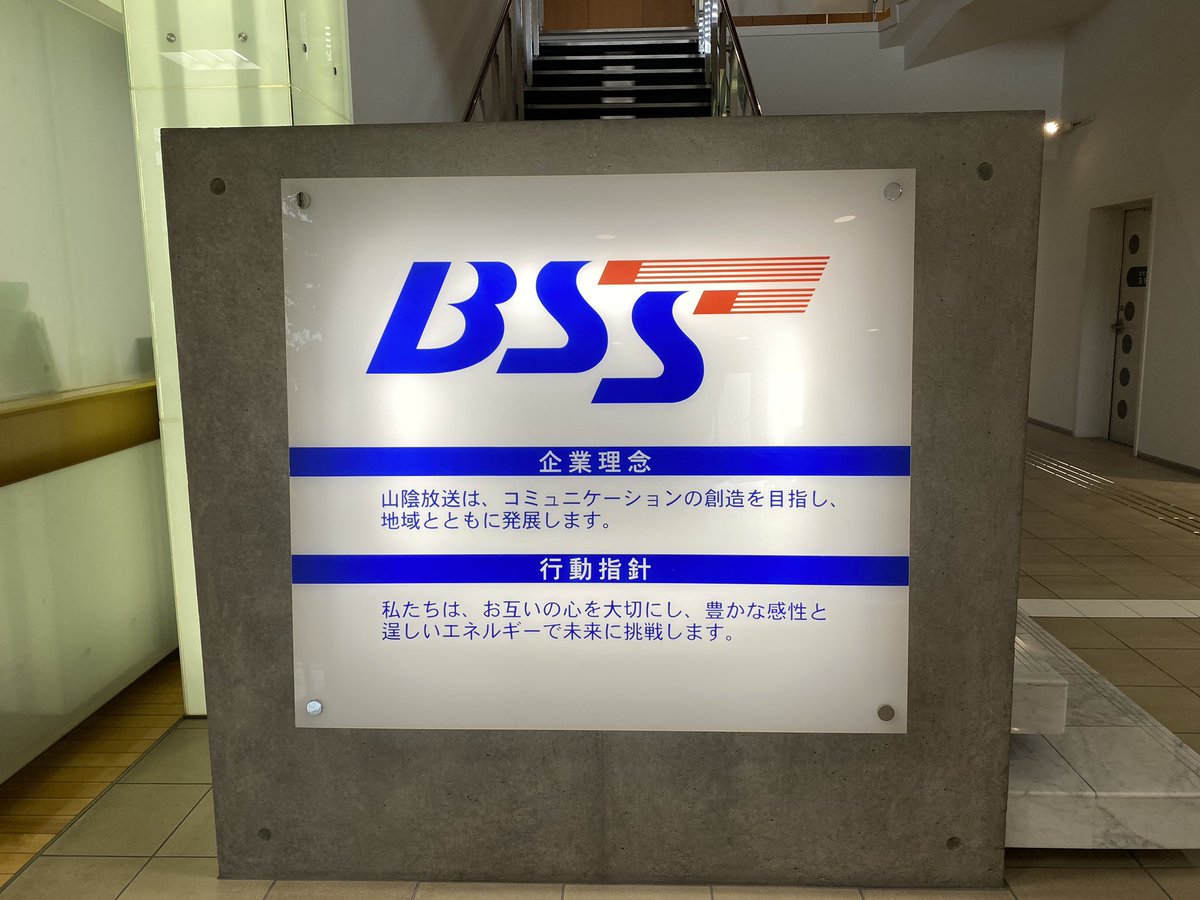 BSS
企業理念
山陰放送は、コミュニケーションの創造を目指し、
地域とともに発展します。
行動指針
私たちは、お互いの心を大切にし、豊かな感性と
逞しいエネルギーで未来に挑戦します。